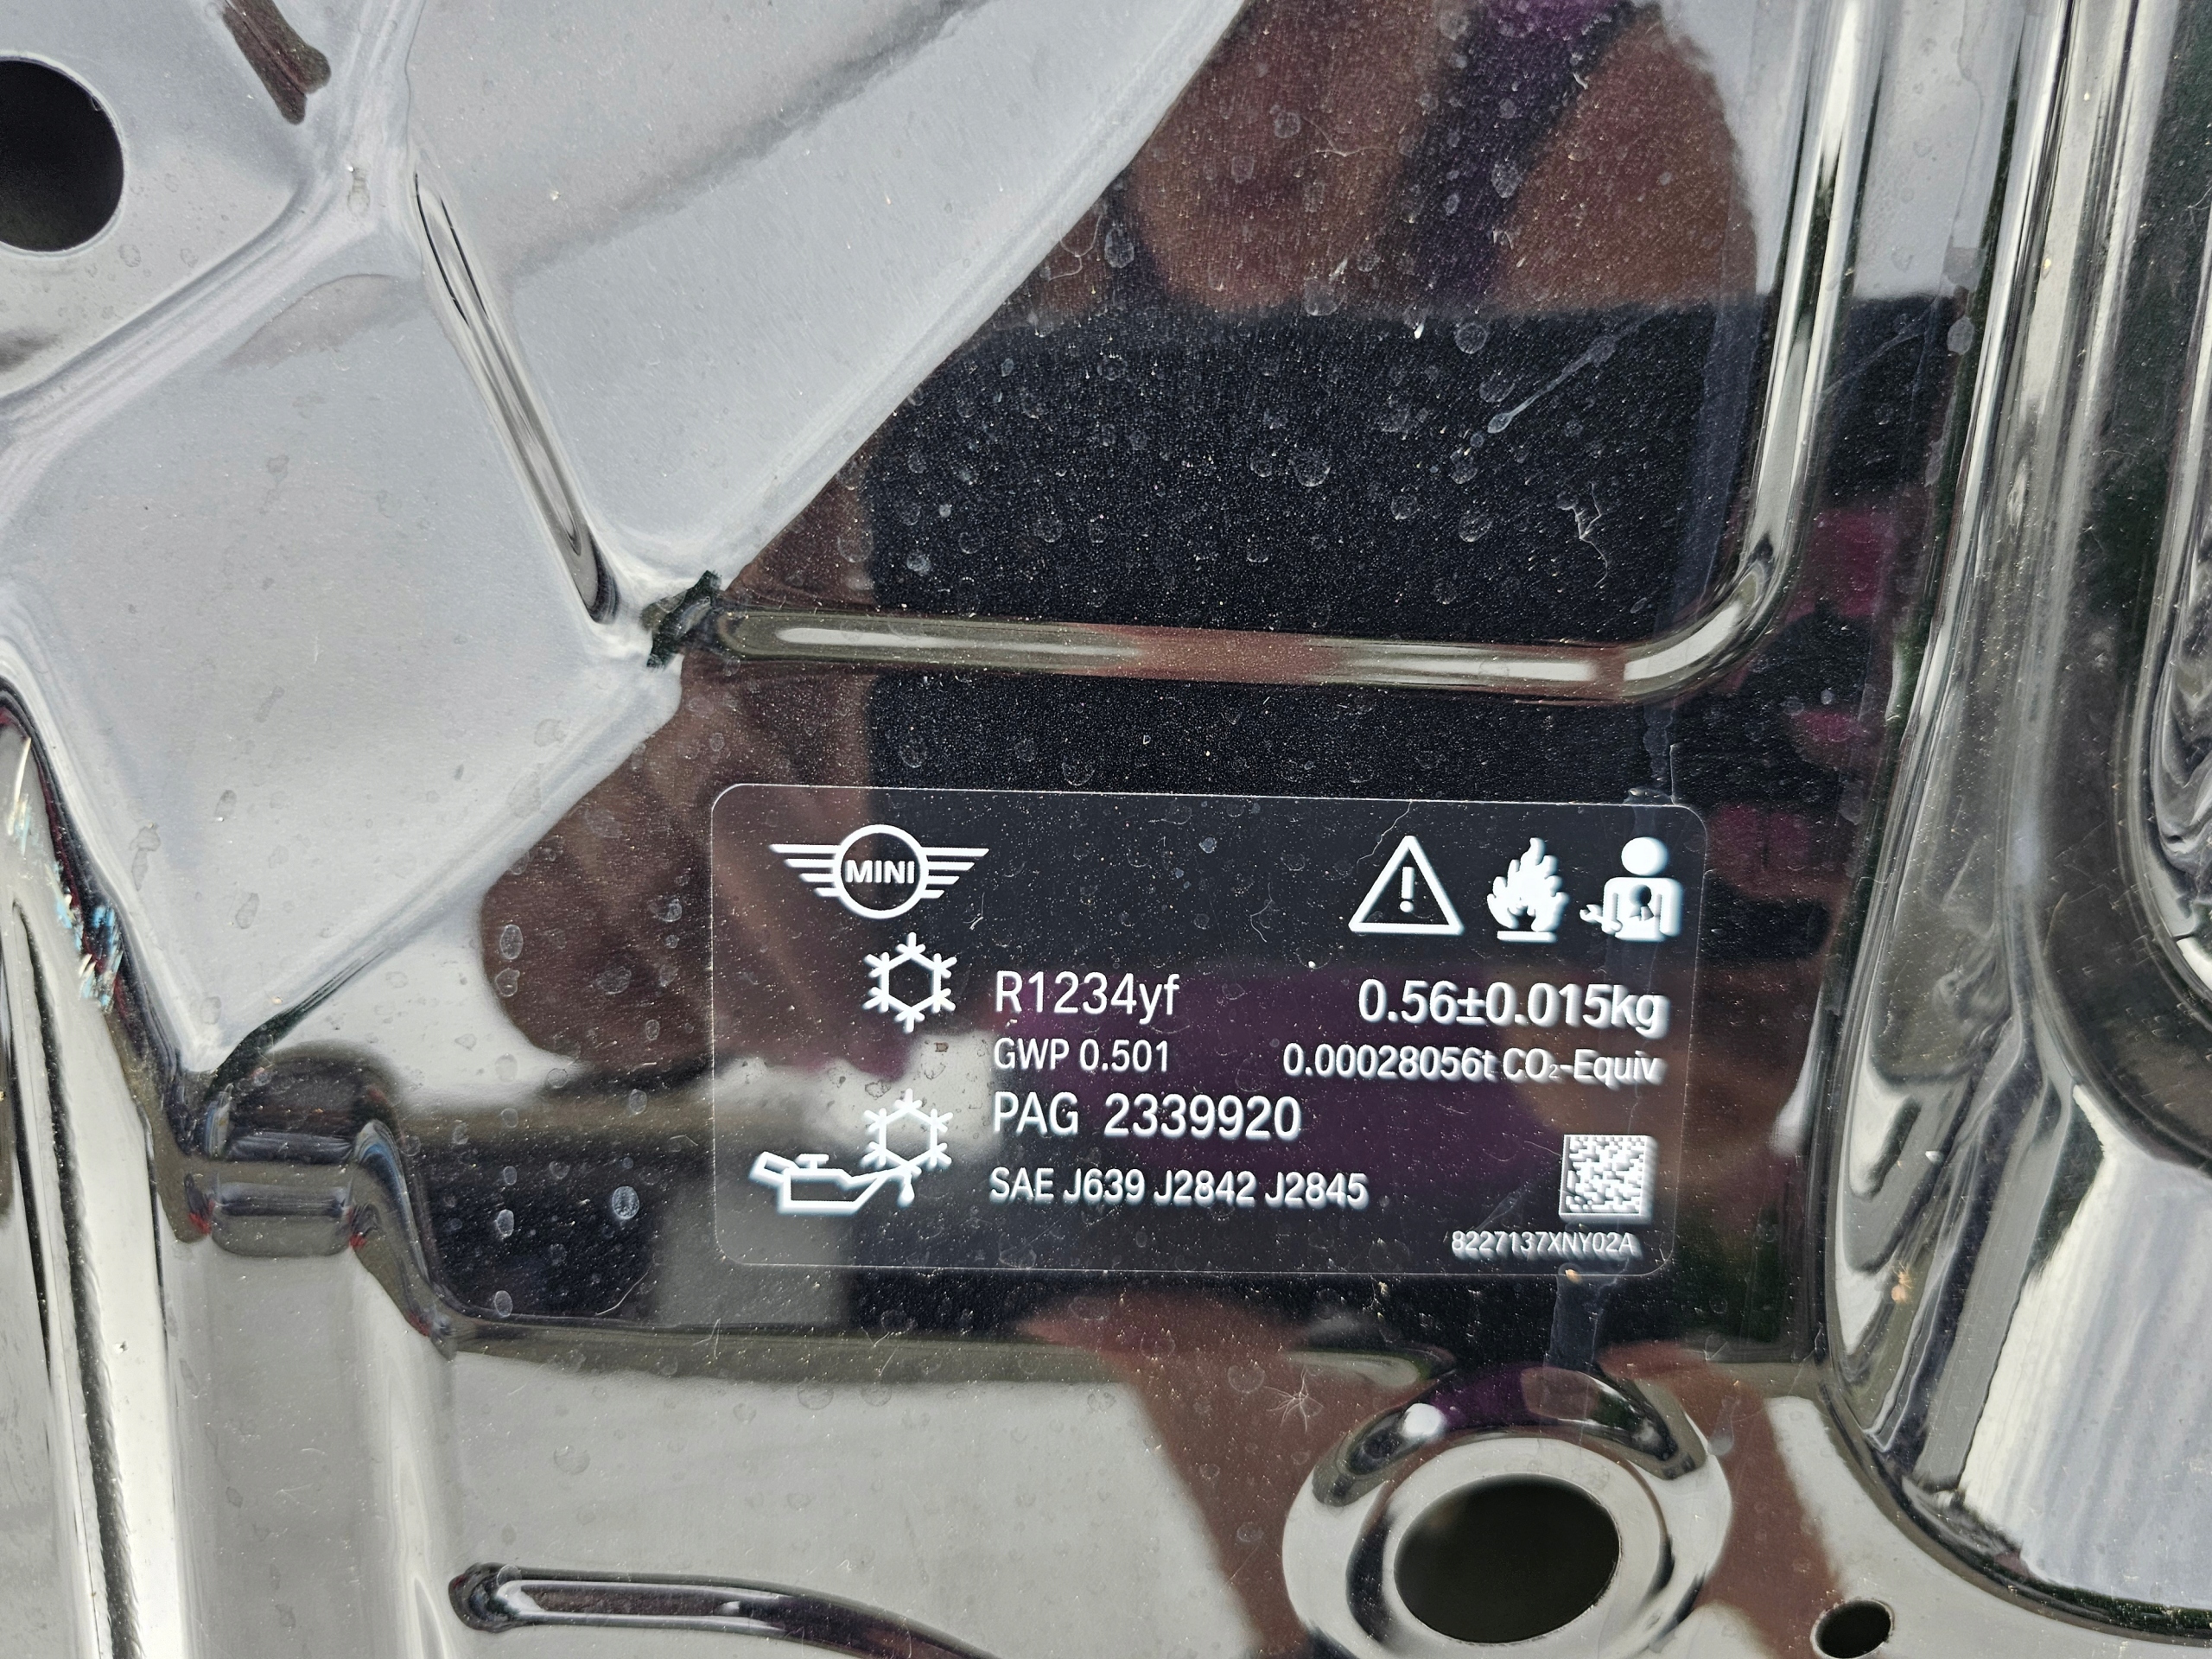 MINI
R1234yf 0.56±0.015kg
GWP 0.501 0.00028056t CO₂-Equiv
PAG 2339920
SAE J639 J2842 J2845
8227137XNY02A